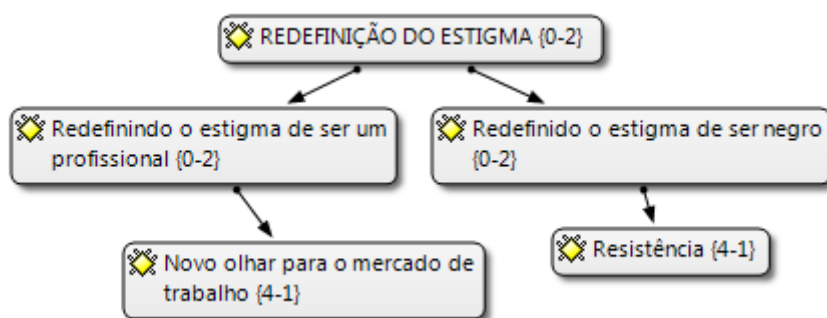 REDEFINIÇÃO DO ESTIGMA {0-2}
Redefinindo o estigma de ser um
profissional {0-2}
Redefinido o estigma de ser negro
{0-2}
Novo olhar para o mercado de
trabalho {4-1}
Resistência {4-1}